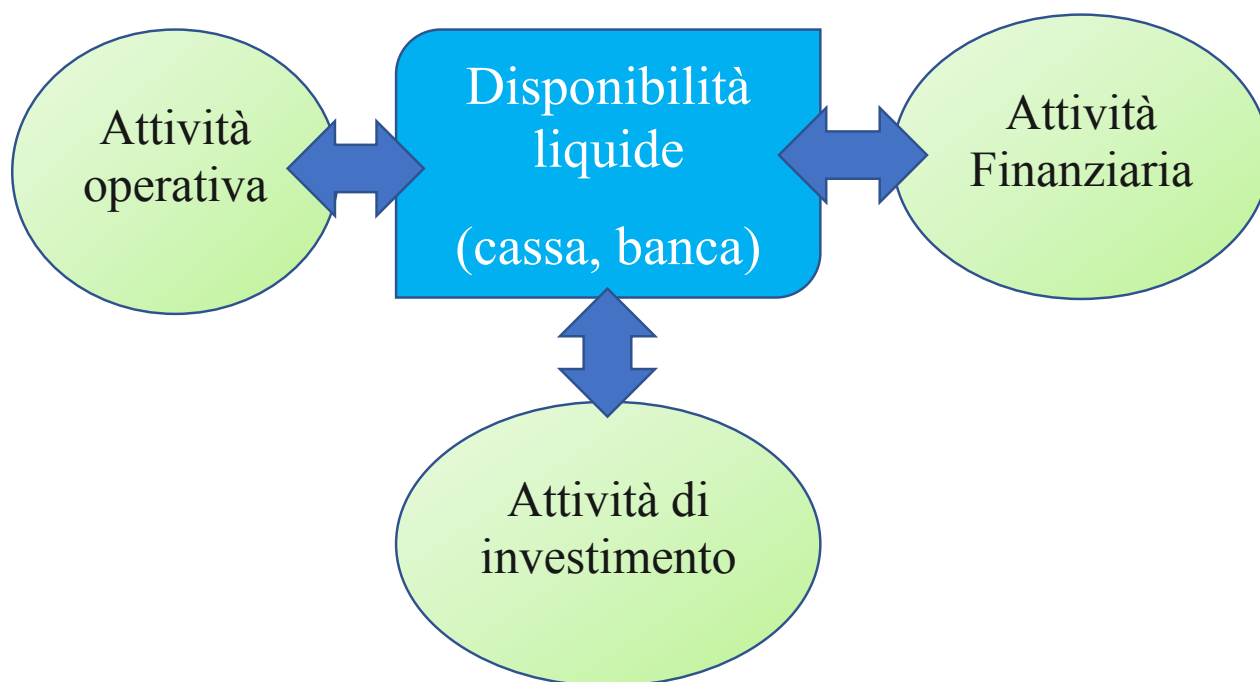 Attività
operativa
Disponibilità
liquide
(cassa, banca)
Attività
Finanziaria
Attività di
investimento